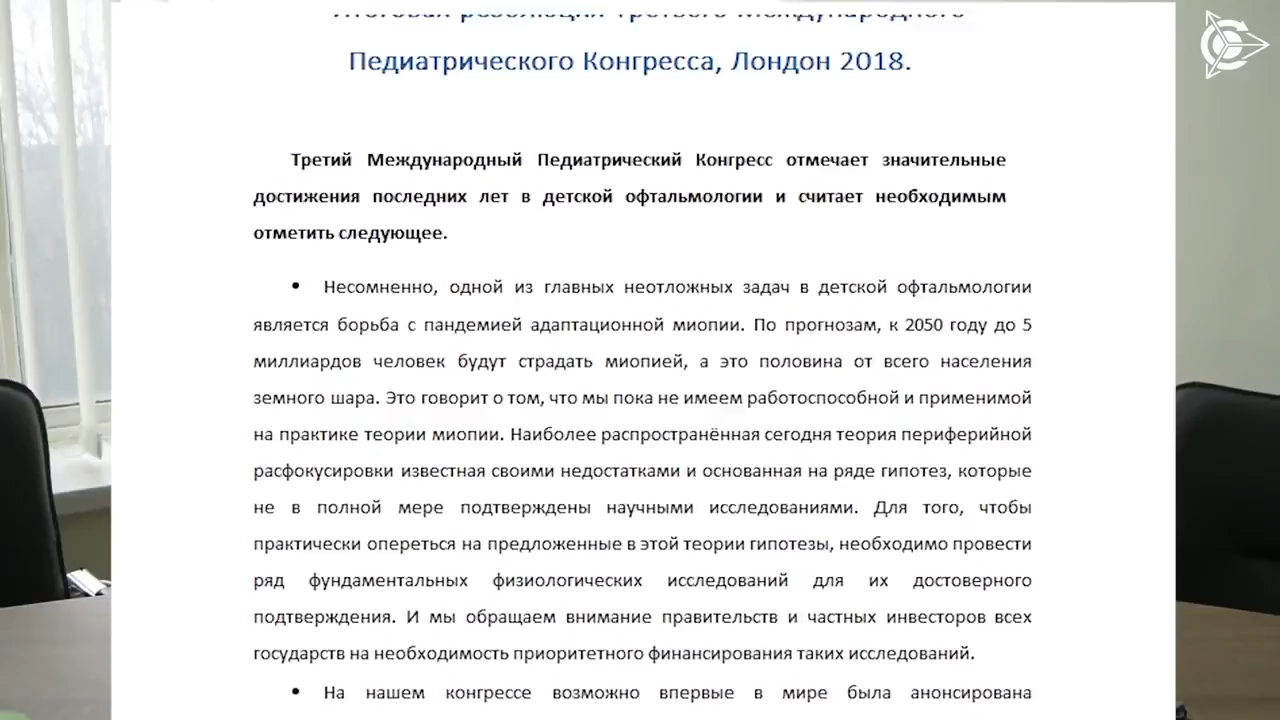 Итоговая резолюция Третьего Международного
Педиатрического Конгресса, Лондон 2018.
Третий Международный Педиатрический Конгресс отмечает значительные
достижения последних лет в детской офтальмологии и считает необходимым
отметить следующее.
• Несомненно, одной из главных неотложных задач в детской офтальмологии
является борьба с пандемией адаптационной миопии. По прогнозам, к 2050 году до 5
миллиардов человек будут страдать миопией, а это половина от всего населения
земного шара. Это говорит о том, что мы пока не имеем работоспособной и применимой
на практике теории миопии. Наиболее распространённая сегодня теория периферийной
расфокусировки известная своими недостатками и основанная на ряде гипотез, которые
не в полной мере подтверждены научными исследованиями. Для того, чтобы
практически опереться на предложенные в этой теории гипотезы, необходимо провести
ряд фундаментальных физиологических исследований для их достоверного
подтверждения. И мы обращаем внимание правительств и частных инвесторов всех
государств на необходимость приоритетного финансирования таких исследований.
• На нашем конгрессе возможно впервые в мире была анонсирована